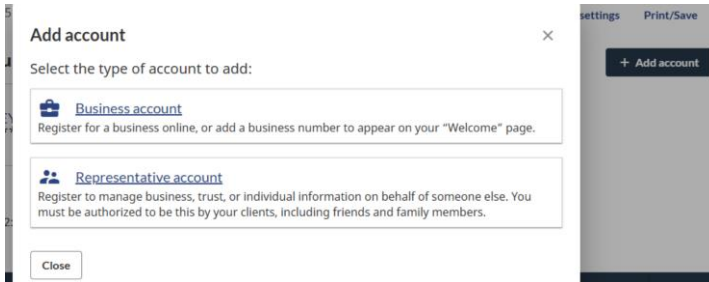 settings Print/Save
Add account ×
+ Add account
Select the type of account to add:
Business account
Register for a business online, or add a business number to appear on your “Welcome” page.
Representative account
Register to manage business, trust, or individual information on behalf of someone else. You
must be authorized to be this by your clients, including friends and family members.
Close